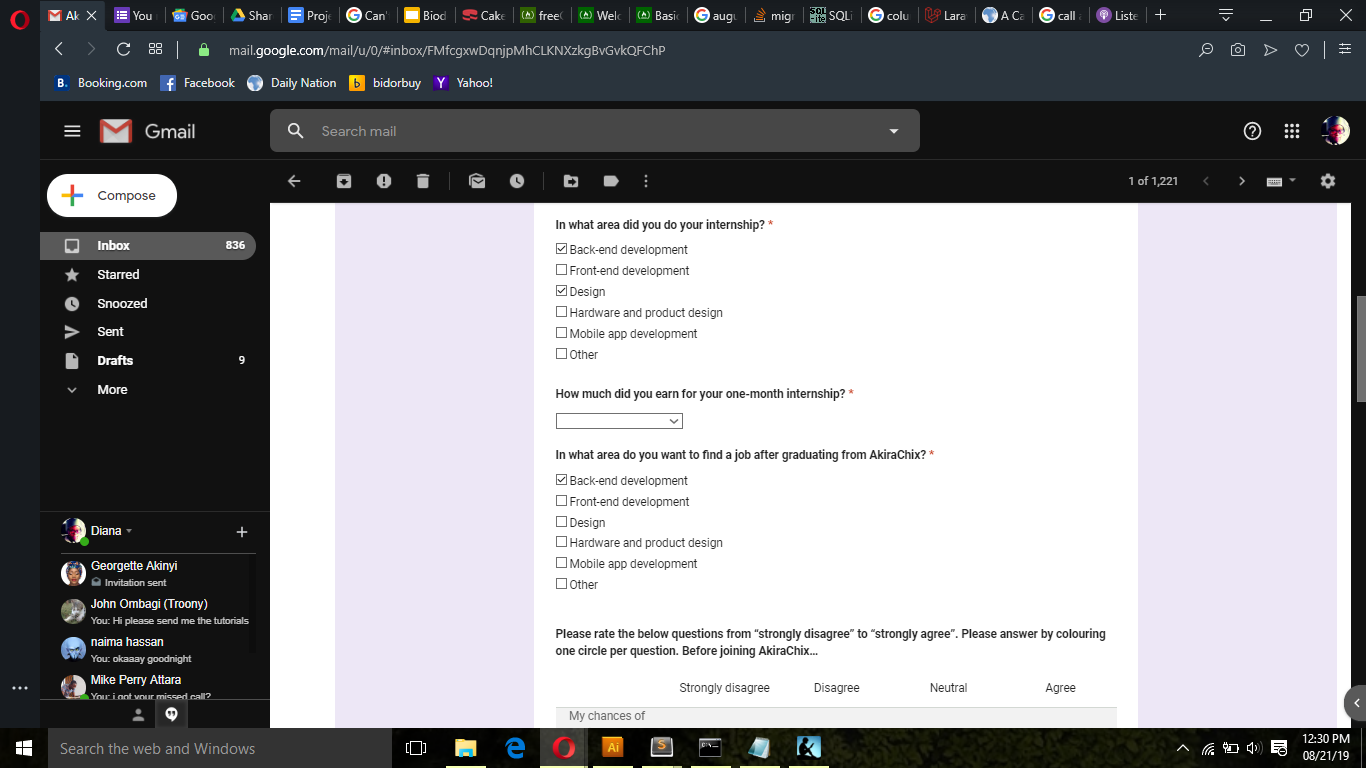 Ak
You
Goo
Shar
Proje
Can'
Biod
Cake
free
Welc
Basic
augu
migr
SQLi
colu
Lara
A Ca
call a
Liste
mail.google.com/mail/u/0/#inbox/FMfcgxwDqnjpMhCLKNXzkgBvGvkQFChP
Booking.com Facebook Daily Nation bidorbuy Yahoo!
Gmail
Search mail
Compose
1 of 1,221
Inbox 836
Starred
Snoozed
Sent
Drafts 9
More
In what area did you do your internship? *
Back-end development
Front-end development
Design
Hardware and product design
Mobile app development
Other
How much did you earn for your one-month internship? *
In what area do you want to find a job after graduating from AkiraChix? *
Back-end development
Front-end development
Design
Hardware and product design
Mobile app development
Other
Please rate the below questions from “strongly disagree” to “strongly agree”. Please answer by colouring
one circle per question. Before joining AkiraChix...
Strongly disagree Disagree Neutral Agree
My chances of
Diana
Georgette Akinyi
Invitation sent
John Ombagi (Troony)
You: Hi please send me the tutorials
naima hassan
You: okaaay goodnight
Mike Perry Attara
You: i got your missed call?
Search the web and Windows
Ai
12:30 PM
08/21/19